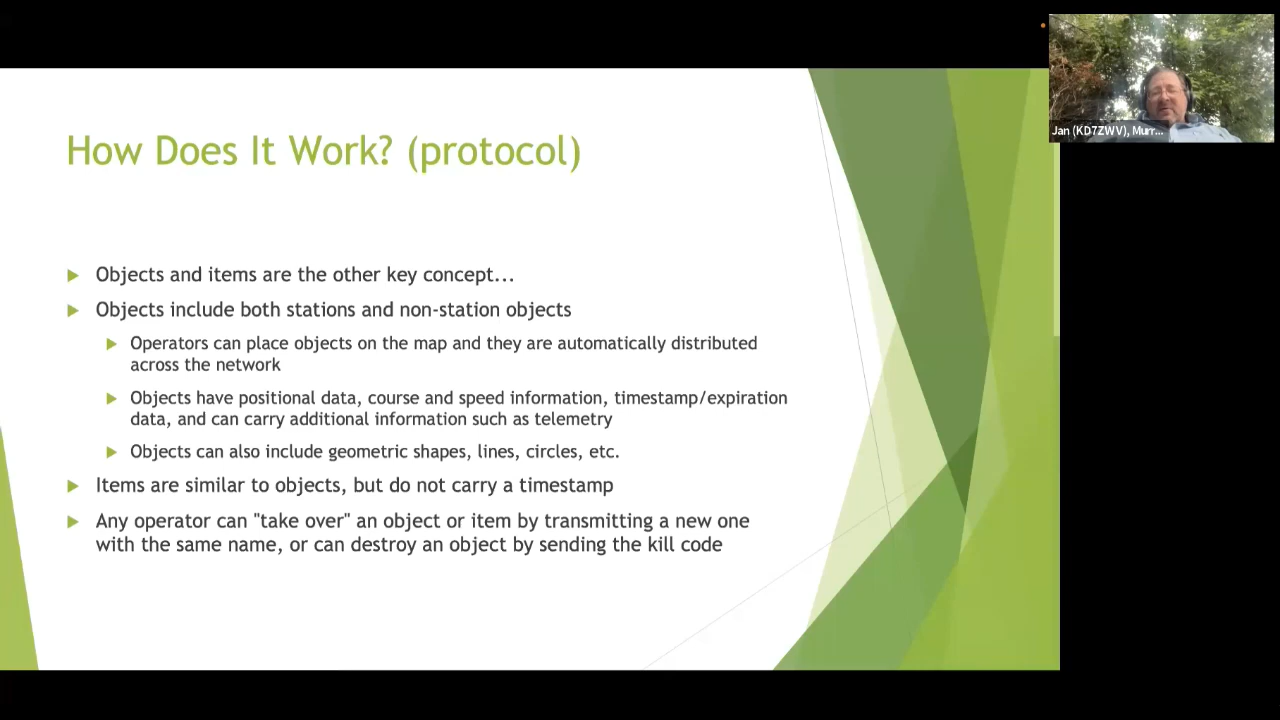 Jan (KD7ZWV), Murr...
How Does It Work? (protocol)
Objects and items are the other key concept...
Objects include both stations and non-station objects
Operators can place objects on the map and they are automatically distributed
across the network
Objects have positional data, course and speed information, timestamp/expiration
data, and can carry additional information such as telemetry
Objects can also include geometric shapes, lines, circles, etc.
Items are similar to objects, but do not carry a timestamp
Any operator can "take over" an object or item by transmitting a new one
with the same name, or can destroy an object by sending the kill code